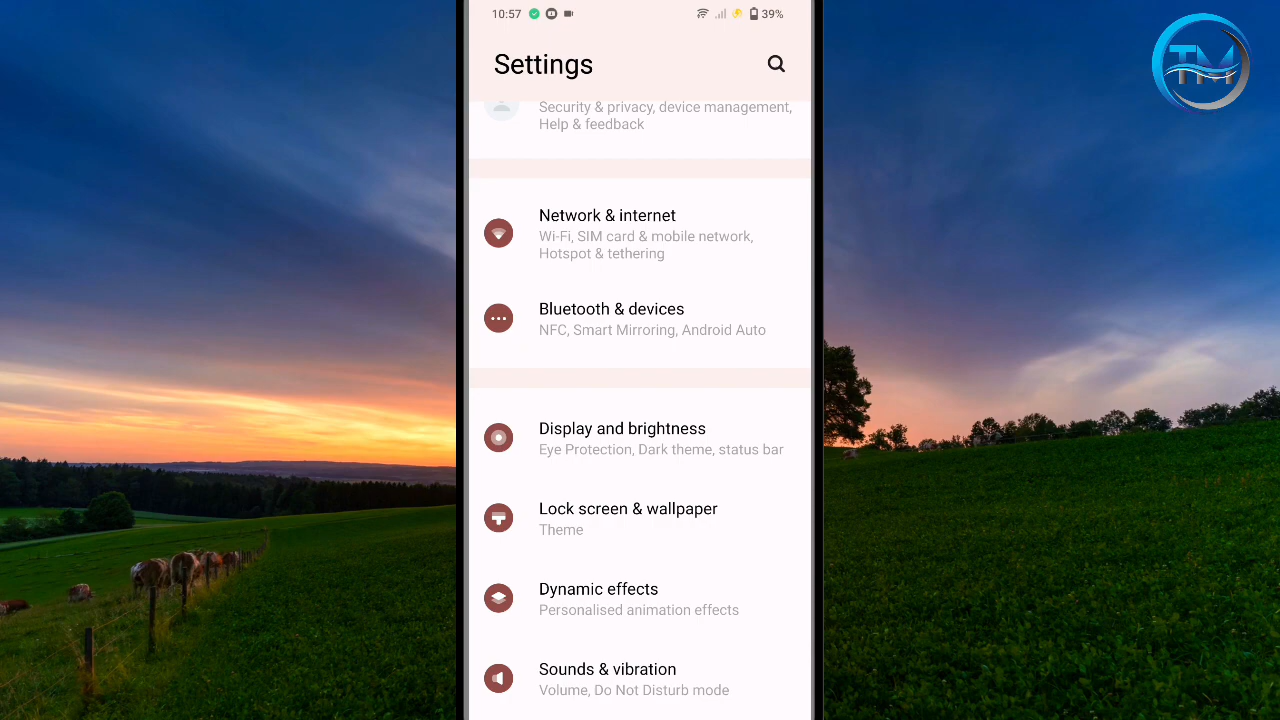 10:57
39%
TM
Settings
Security & privacy, device management,
Help & feedback
Network & internet
Wi-Fi, SIM card & mobile network,
Hotspot & tethering
Bluetooth & devices
NFC, Smart Mirroring, Android Auto
Display and brightness
Eye Protection, Dark theme, status bar
Lock screen & wallpaper
Theme
Dynamic effects
Personalised animation effects
Sounds & vibration
Volume, Do Not Disturb mode